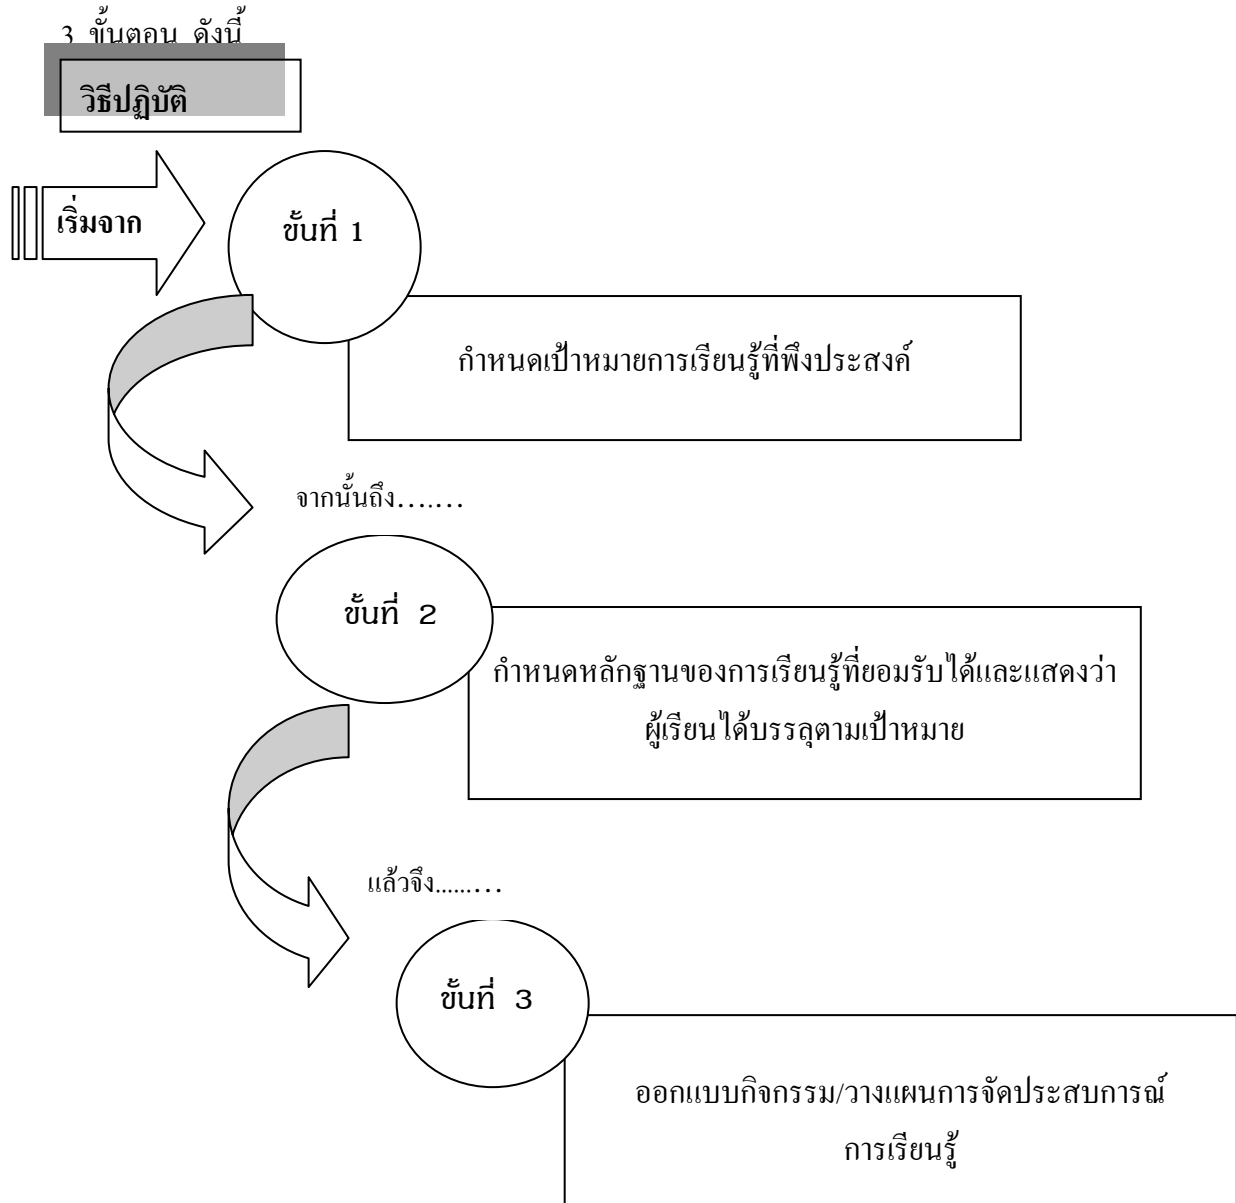 3 ขั้นตอน ดังนี้
วิธีปฏิบัติ
เริ่มจาก
ขั้นที่ 1
กำหนดเป้าหมายการเรียนรู้ที่พึงประสงค์
จากนั้นถึง…….…
ขั้นที่ 2
กำหนดหลักฐานของการเรียนรู้ที่ยอมรับได้และแสดงว่า
ผู้เรียนได้บรรลุตามเป้าหมาย
แล้วจึง......…
ขั้นที่ 3
ออกแบบกิจกรรม/วางแผนการจัดประสบการณ์
การเรียนรู้